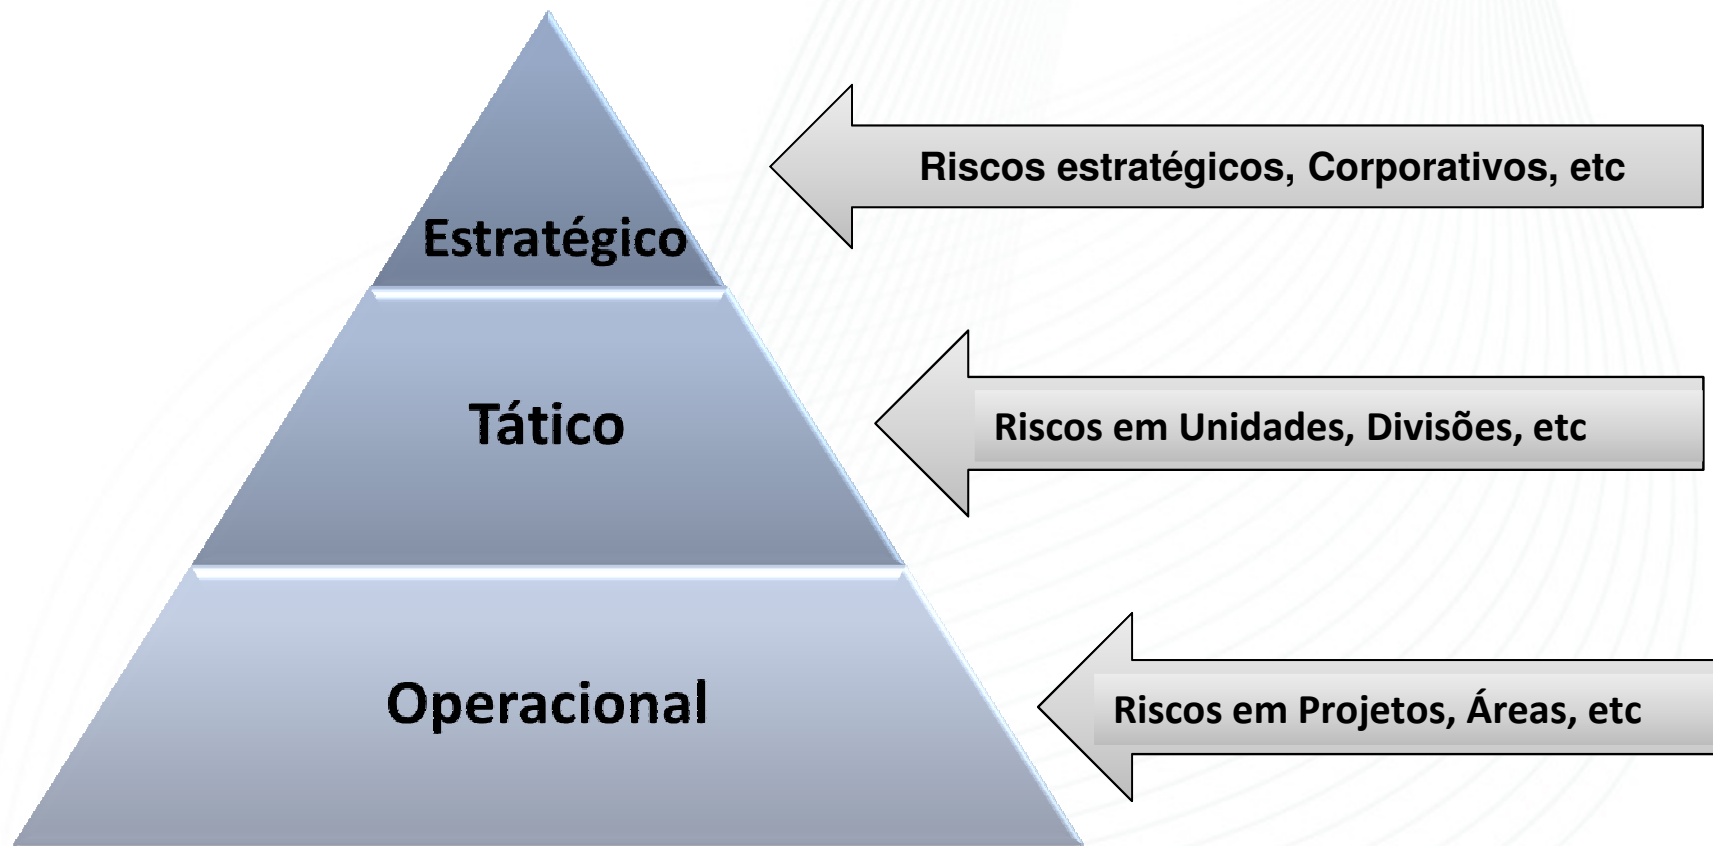 Riscos estratégicos, Corporativos, etc
Estratégico
Tático
Riscos em Unidades, Divisões, etc
Operacional
Riscos em Projetos, Áreas, etc